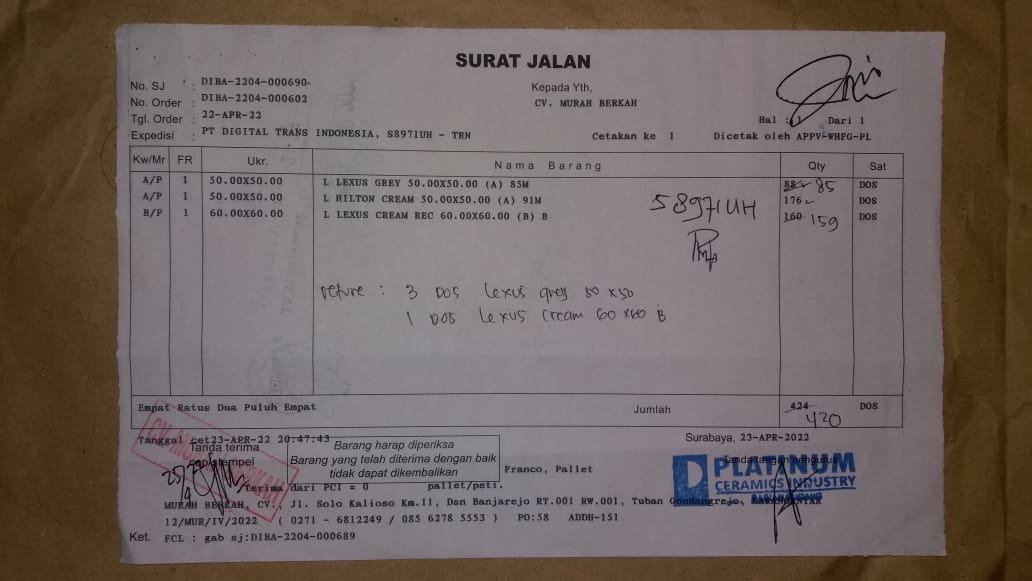 SURAT JALAN
No. SJ : DIBA-2204-000690
No. Order : DIBA-2204-000602
Tgl. Order : 22-APR-22
Expedisi : PT DIGITAL TRANS INDONESIA, S8971UH - TRN
Kepada Yth,
CV. MURAH BERKAH
Hal : 1 Dari 1
Cetakan ke 1 Dicetak oleh APPV-WHFG-PL
Kw/Mr FR Ukr. Nama Barang Qty Sat
A/P 1 50.00X50.00 L LEXUS GREY 50.00X50.00 (A) 85M 88 85 DOS
A/P 1 50.00X50.00 L HILTON CREAM 50.00X50.00 (A) 91M 176 DOS
B/P 1 60.00X60.00 L LEXUS CREAM REC 60.00X60.00 (B) B 160 159 DOS
S8971UH
reture : 3 DOS Lexus grey 50 x 50
1 DOS Lexus Cream 60 x 60 B
Empat Ratus Dua Puluh Empat Jumlah 424 DOS
420
Tanggal cet23-APR-22 20:47:43
Tanda terima
cap/stempel
CV. MURAH BERKAH
25/4
Barang harap diperiksa
Barang yang telah diterima dengan baik
tidak dapat dikembalikan
Franco, Pallet
Surabaya, 23-APR-2022
Tanda tangan pengurus
PLATINUM
CERAMICS INDUSTRY
Terima dari PCI = 0 pallet/peti.
MURAH BERKAH, CV., Jl. Solo Kalioso Km.11, Dsn Banjarejo RT.001 RW.001, Tuban Gondangrejo, KARANGANYAR
12/MUR/IV/2022 ( 0271 - 6812249 / 085 6278 5553 ) PO:58 ADDH-151
Ket. FCL : gab sj:DIBA-2204-000689